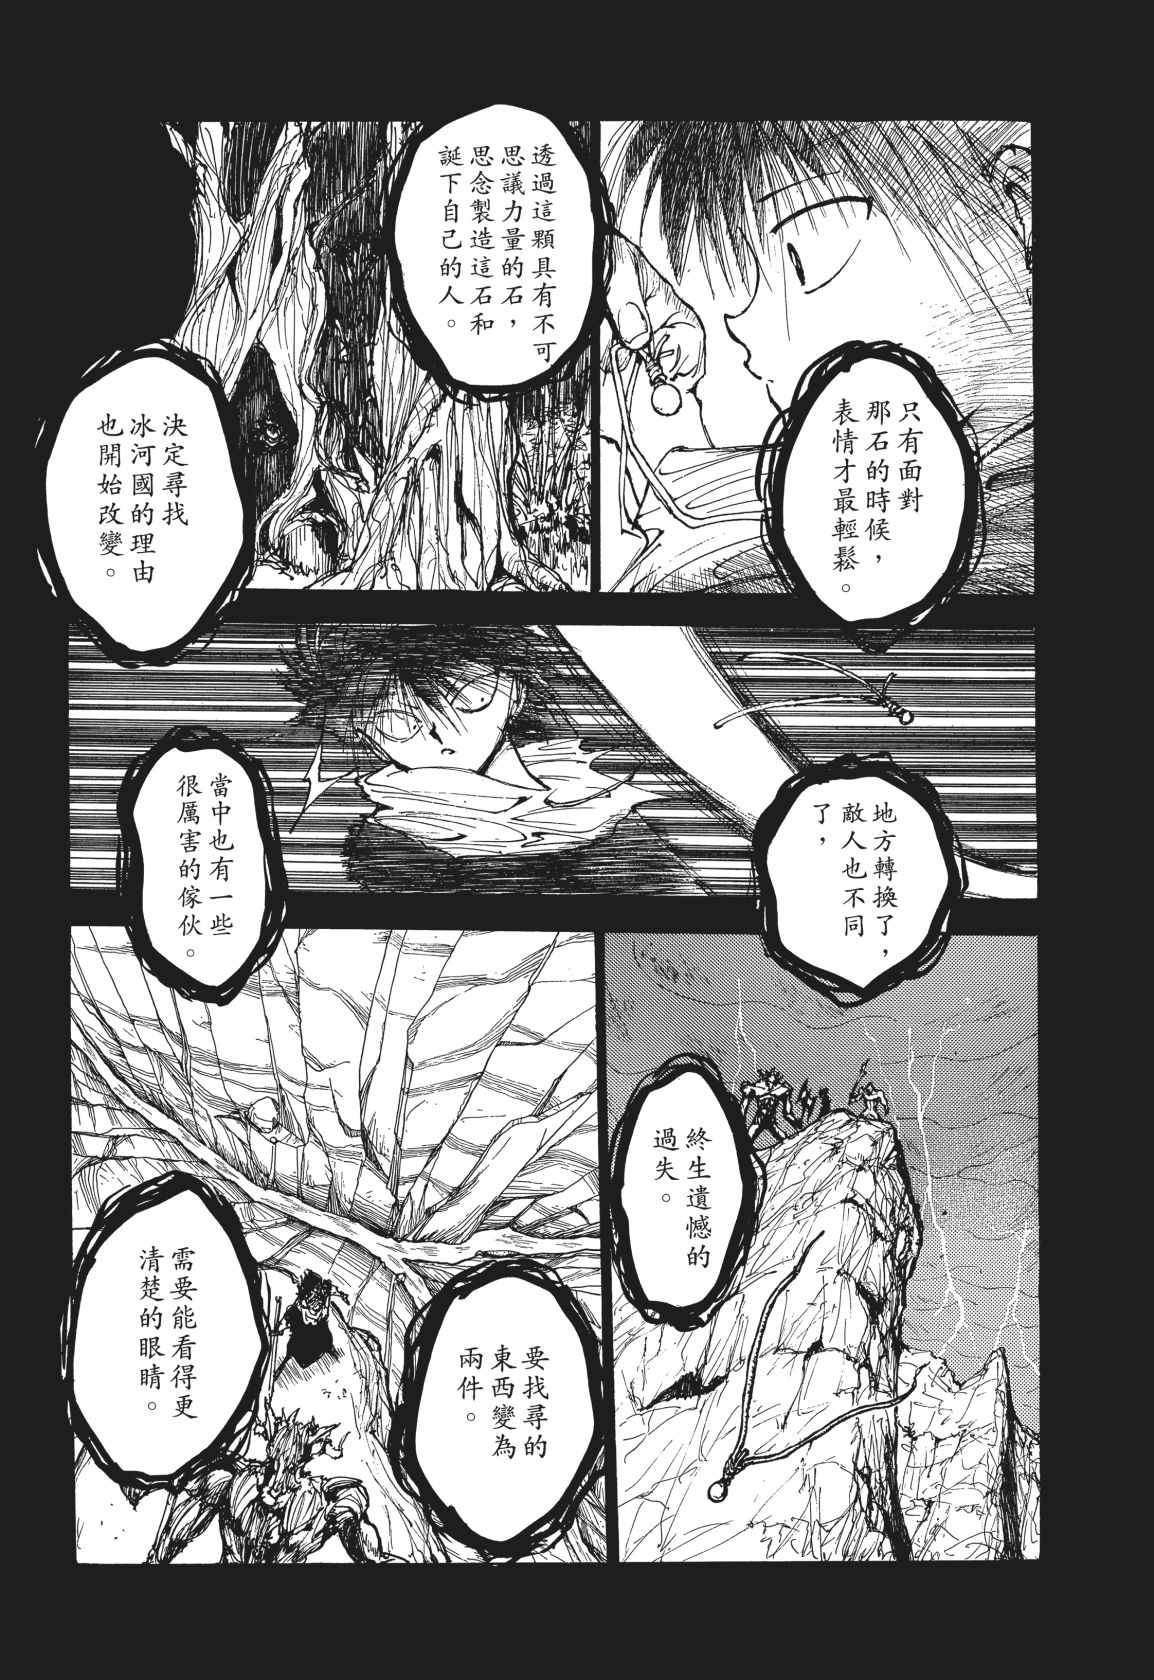 只有面對
那石的時候，
表情才最輕鬆。
透過這顆具有不可
思議力量的石，
思念製造這石和
誕下自己的人。
決定尋找
冰河國的理由
也開始改變。
地方轉換了，
敵人也不同
了，
當中也有一些
很厲害的傢伙。
終生遺憾的
過失。
要找尋的
東西變為
兩件。
需要能看得更
清楚的眼睛。